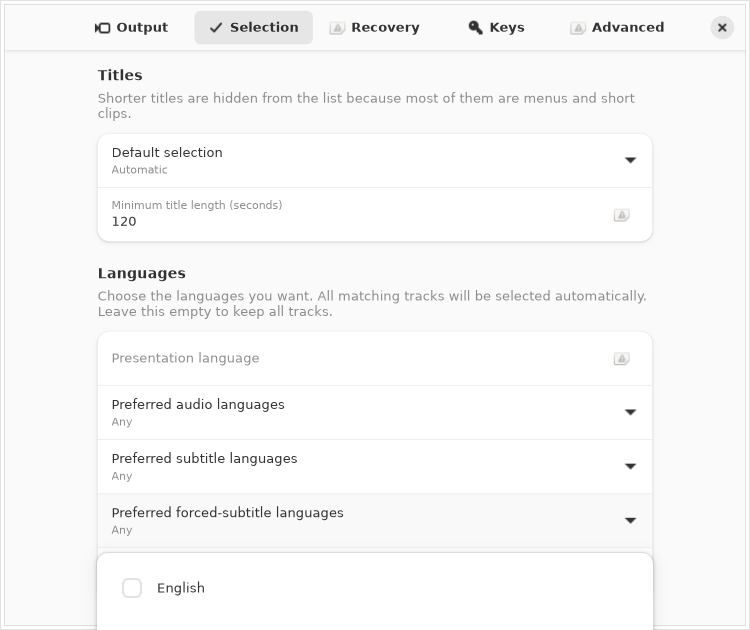 Output
Selection
Recovery
Keys
Advanced
Titles
Shorter titles are hidden from the list because most of them are menus and short
clips.
Default selection
Automatic
Minimum title length (seconds)
120
Languages
Choose the languages you want. All matching tracks will be selected automatically.
Leave this empty to keep all tracks.
Presentation language
Preferred audio languages
Any
Preferred subtitle languages
Any
Preferred forced-subtitle languages
Any
English